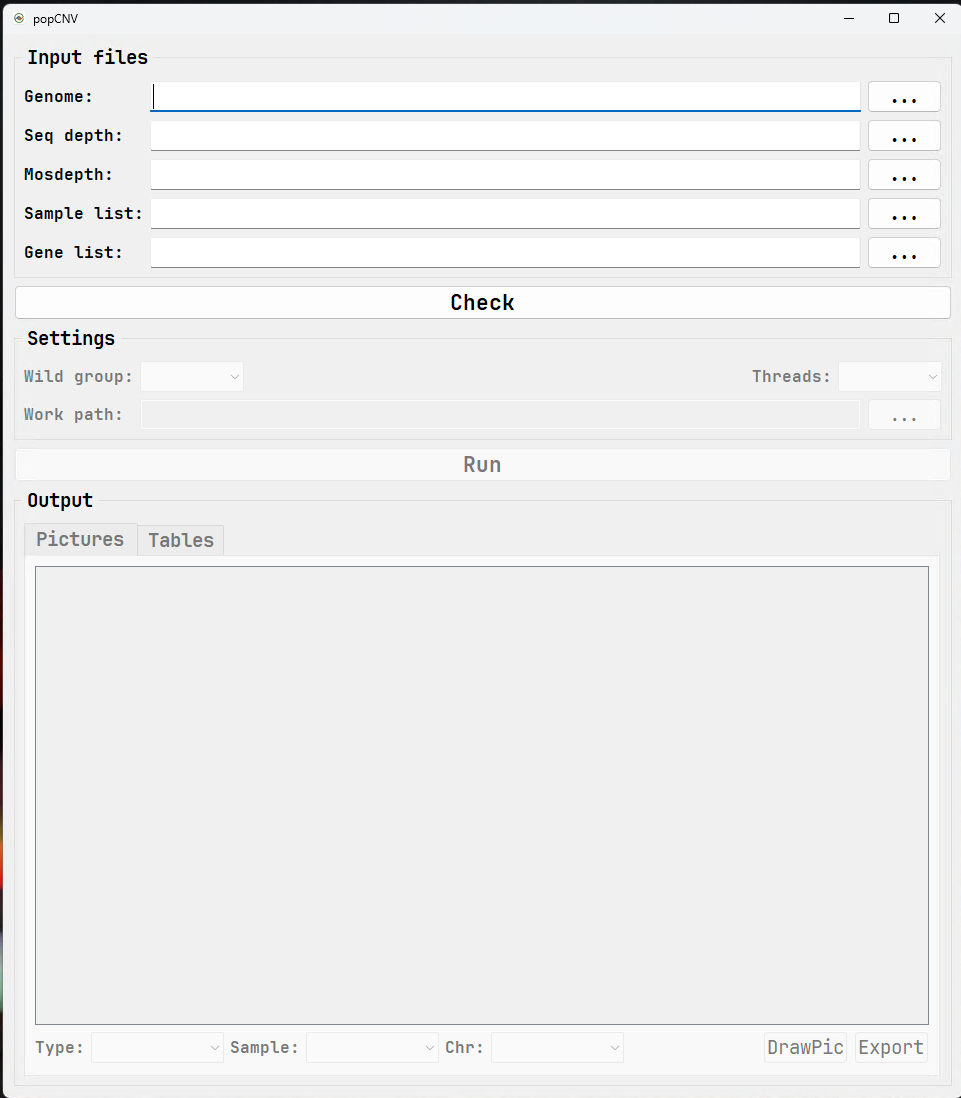 popCNV
Input files
Genome: ...
Seq depth: ...
Mosdepth: ...
Sample list: ...
Gene list: ...
Check
Settings
Wild group: Threads:
Work path: ...
Run
Output
Pictures Tables
Type: Sample: Chr: DrawPic Export